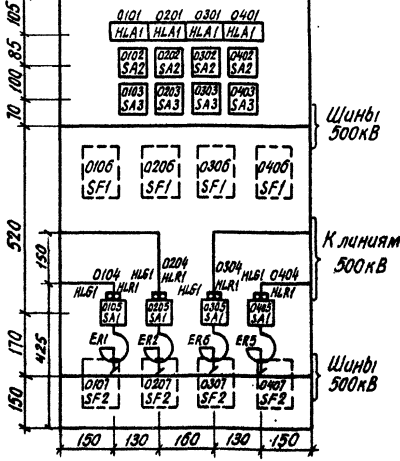 0101 0201 0301 0401
HLA1 HLA1 HLA1 HLA1
0102 0202 0302 0402
SA2 SA2 SA2 SA2
0103 0203 0303 0403
SA3 SA3 SA3 SA3
Шины
500кВ
0106 0206 0306 0406
SF1 SF1 SF1 SF1
К линиям
500кВ
0104 0204 0304 0404
HLG1 HLR1 HLG1 HLR1 HLG1 HLR1 HLG1 HLR1
0105 0205 0305 0405
SA1 SA1 SA1 SA1
ER1 ER2 ER6 ER5
Шины
500кВ
0107 0207 0307 0407
SF2 SF2 SF2 SF2
105
85
100
70
520
150
170
425
150
150 130 160 130 150